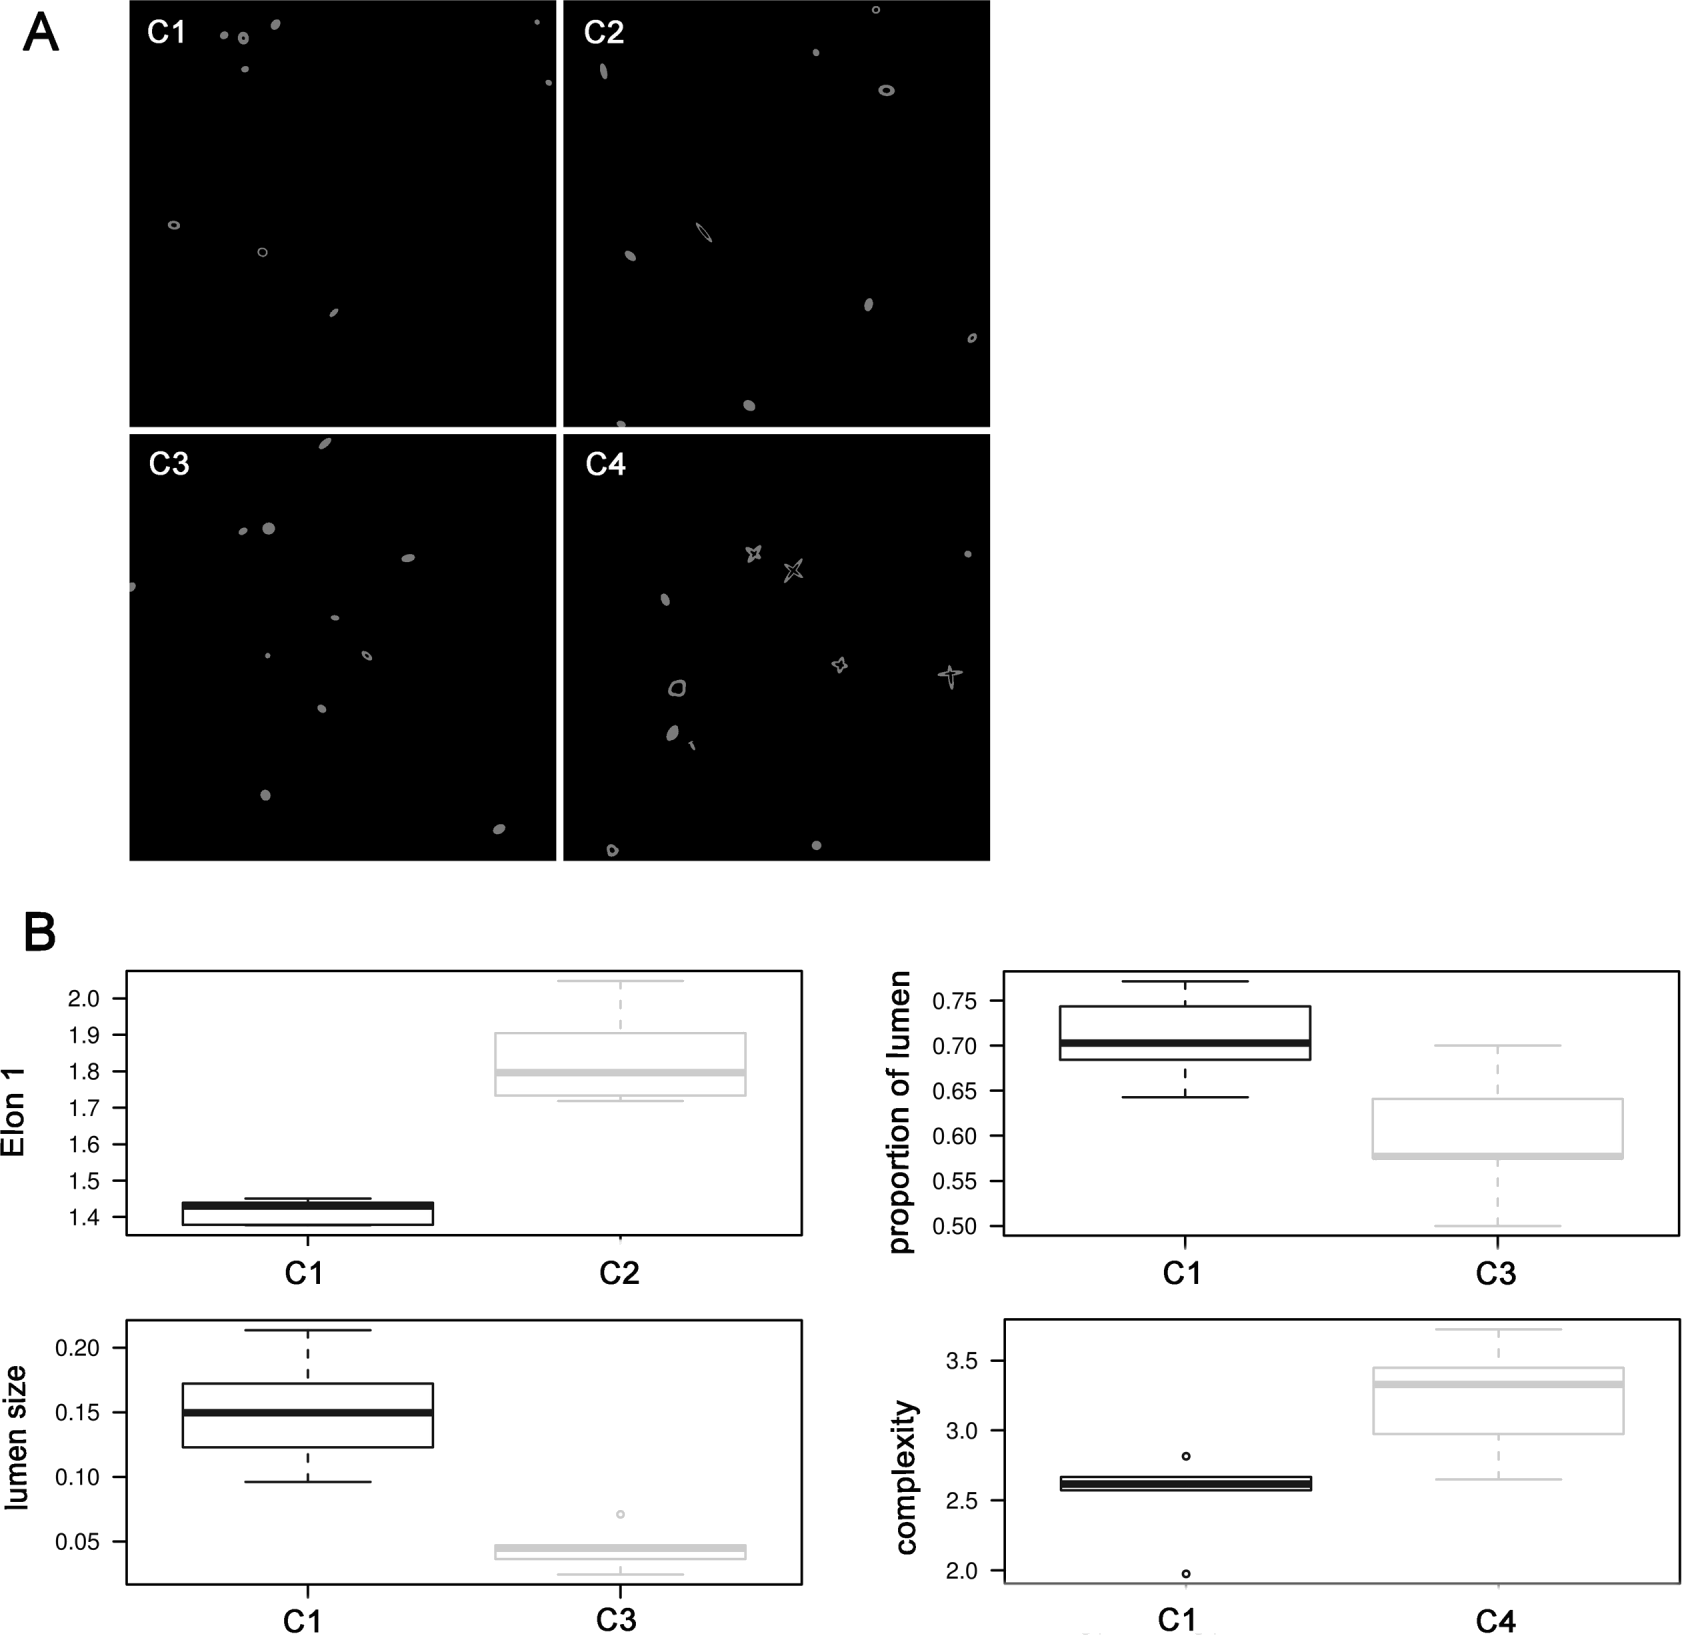 A
C1
C2
C3
C4
B
Elon 1
2.0
1.9
1.8
1.7
1.6
1.5
1.4
C1
C2
proportion of lumen
0.75
0.70
0.65
0.60
0.55
0.50
C1
C3
lumen size
0.20
0.15
0.10
0.05
C1
C3
complexity
3.5
3.0
2.5
2.0
C1
C4